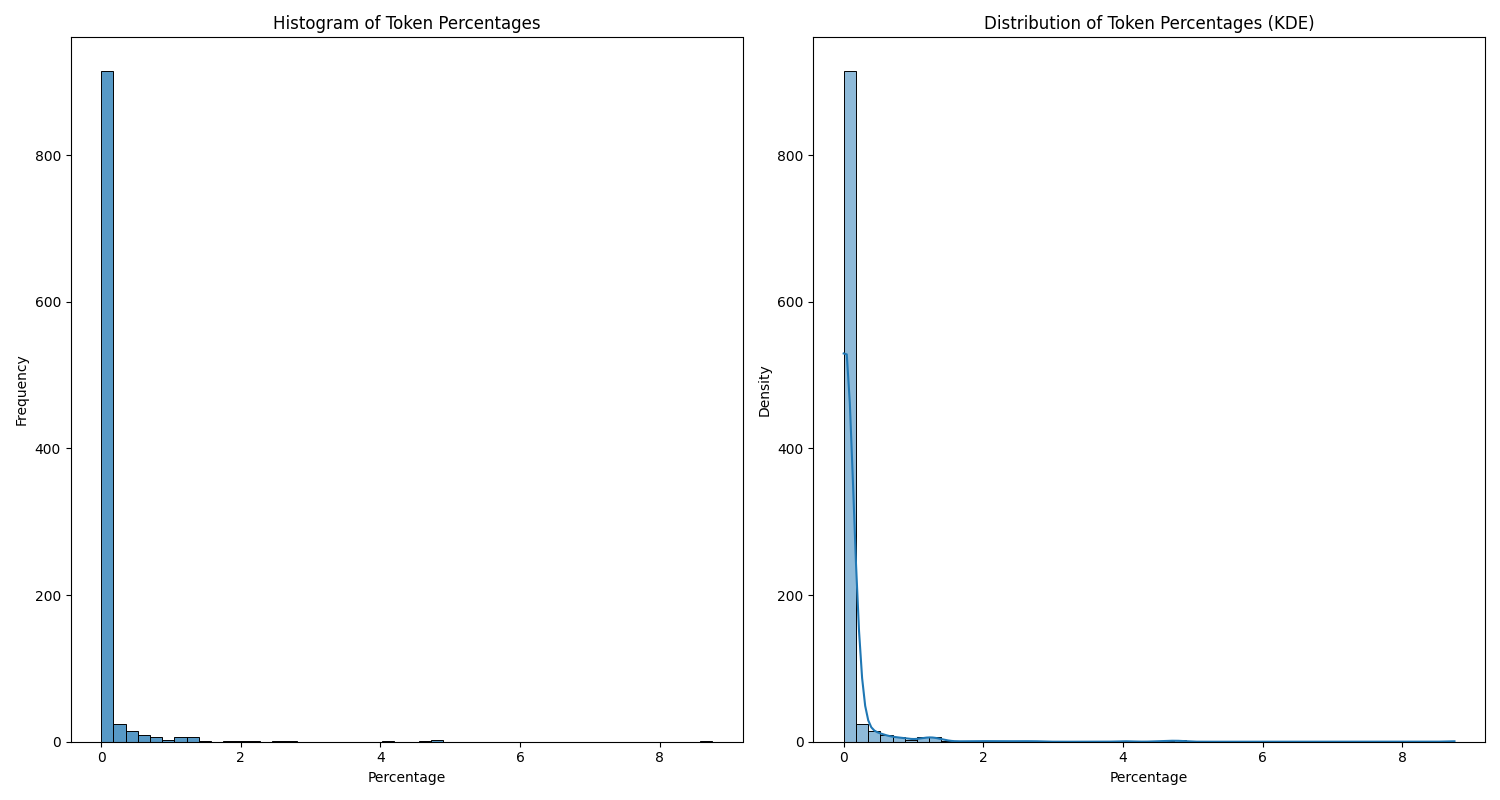 Histogram of Token Percentages
Frequency
800
600
400
200
0
0 2 4 6 8
Percentage
Distribution of Token Percentages (KDE)
Density
800
600
400
200
0
0 2 4 6 8
Percentage